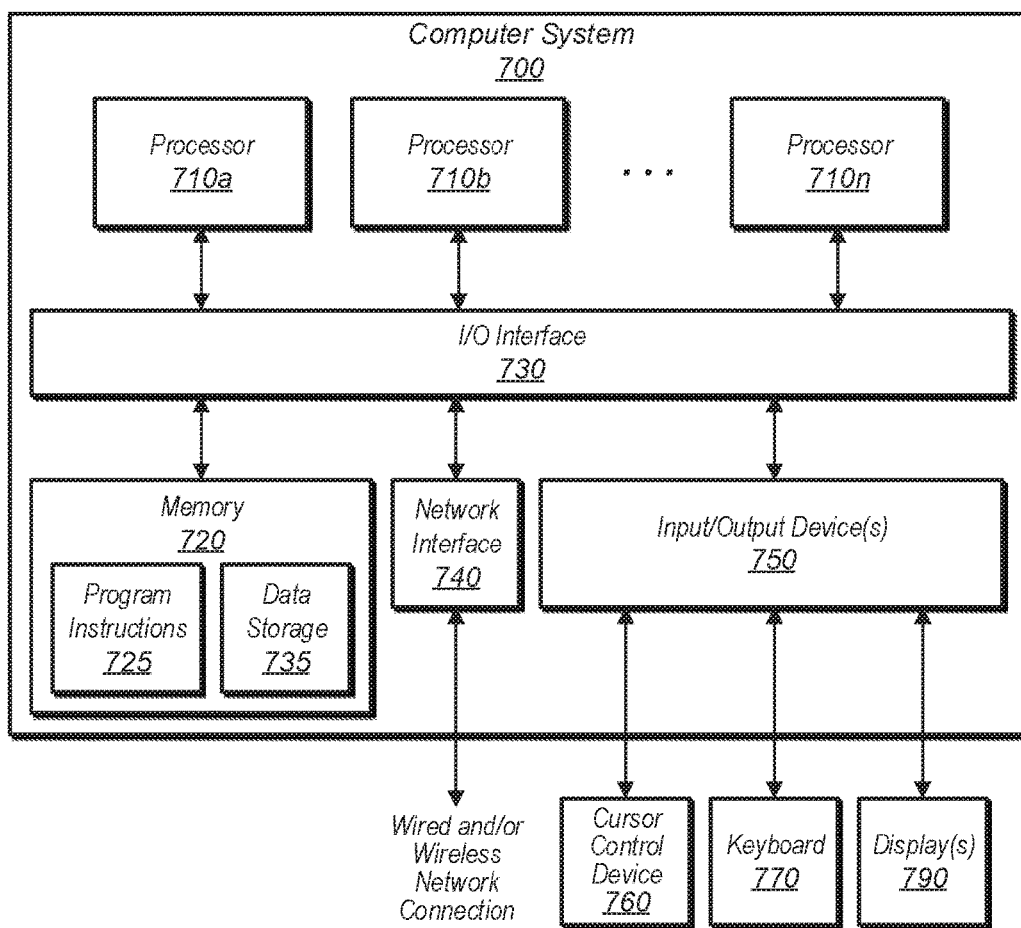 Computer System
700
Processor
710a
Processor
710b
. . .
Processor
710n
I/O Interface
730
Memory
720
Program
Instructions
725
Data
Storage
735
Network
Interface
740
Input/Output Device(s)
750
Wired and/or
Wireless
Network
Connection
Cursor
Control
Device
760
Keyboard
770
Display(s)
790